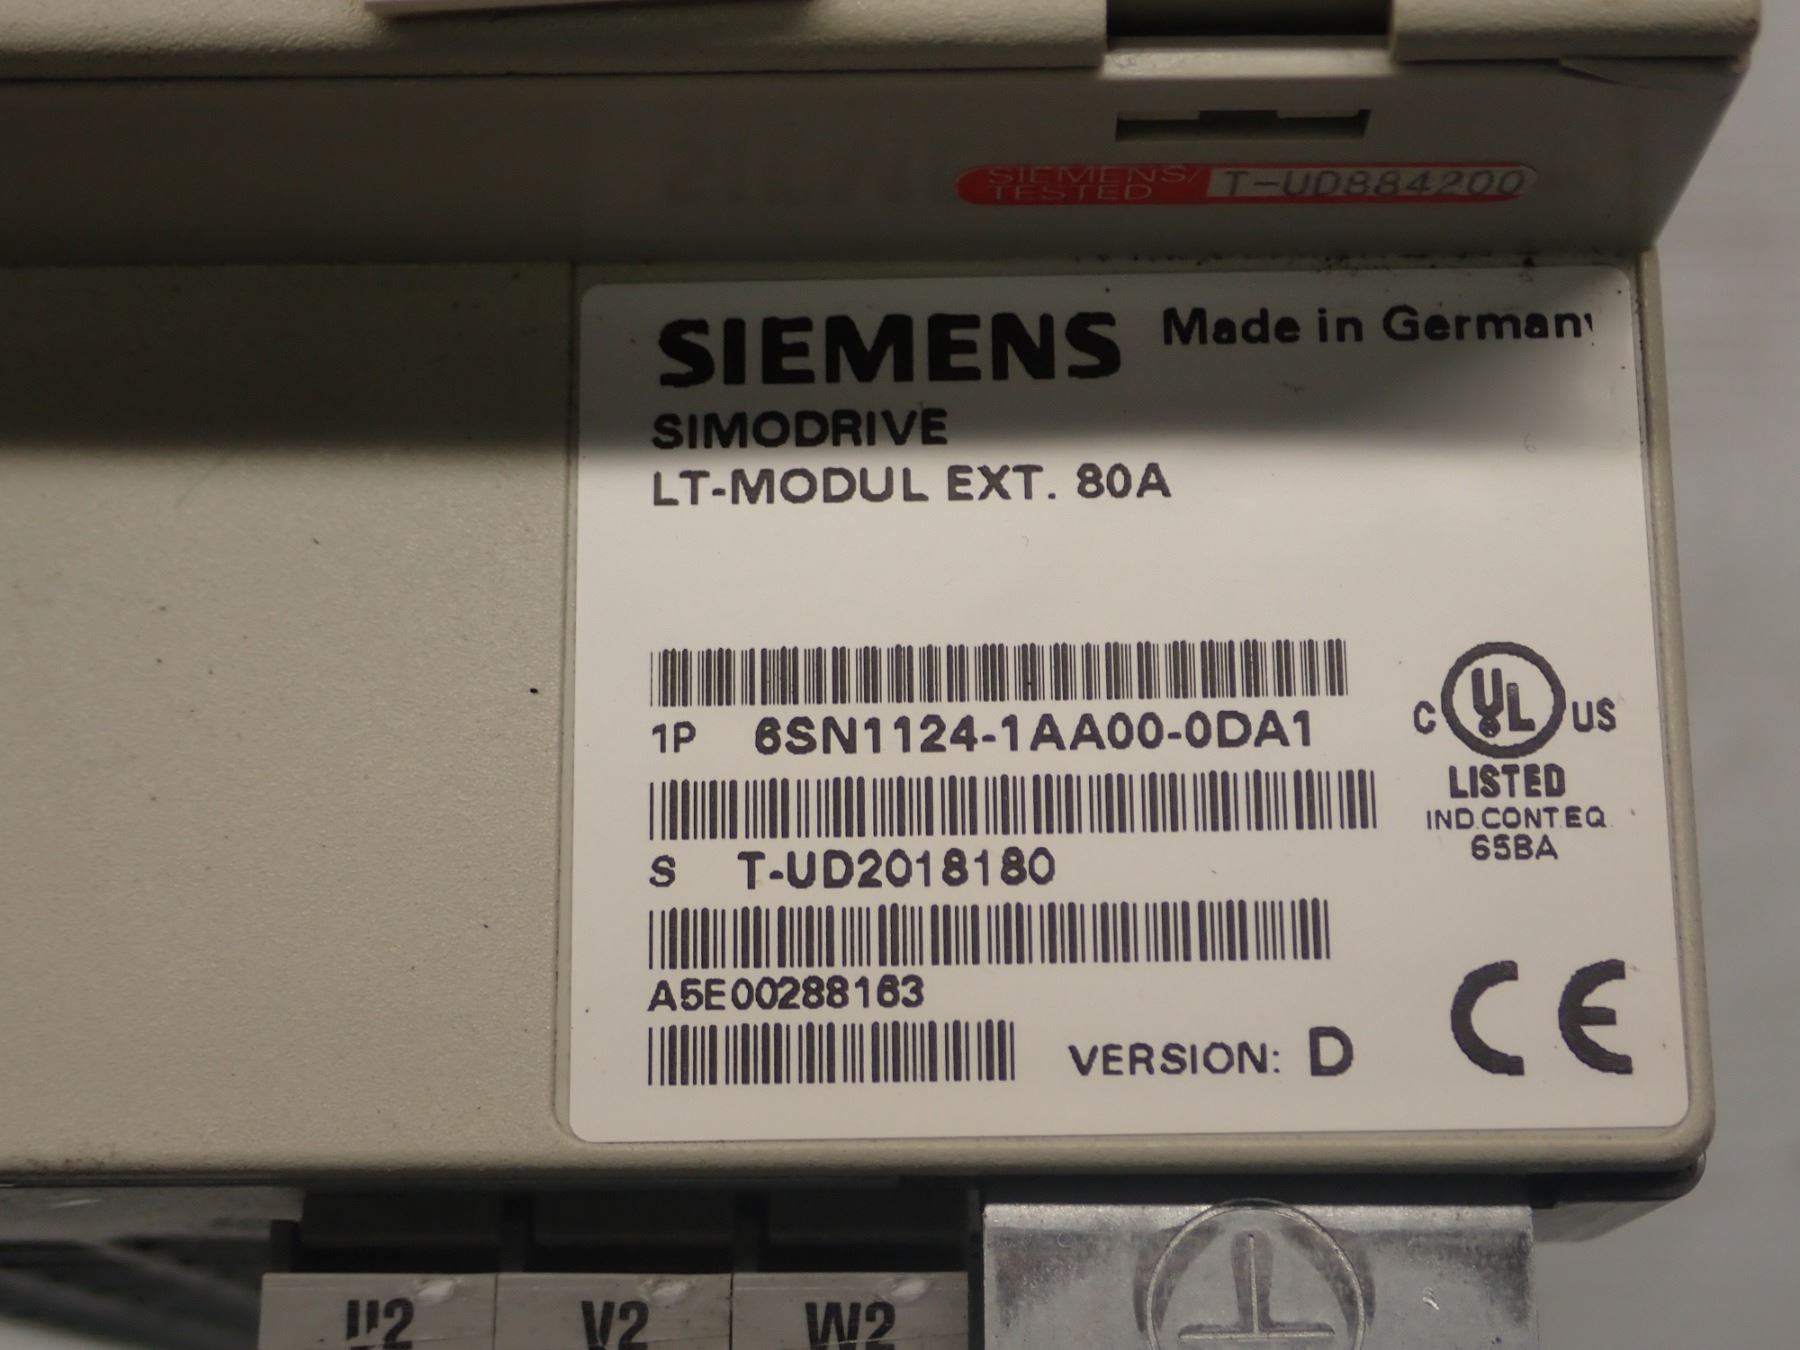 SIEMENS/ T-UD884200
TESTED
SIEMENS Made in Germany
SIMODRIVE
LT-MODUL EXT. 80A
1P 6SN1124-1AA00-0DA1
S T-UD2018180
A5E00288163
VERSION: D
C UL US
LISTED
IND.CONT.EQ.
65BA
CE
U2 V2 W2